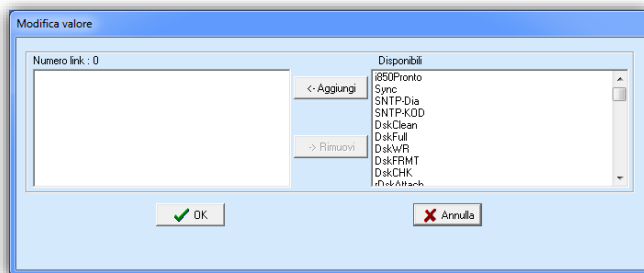 Modifica valore
Numero link : 0
Disponibili
<- Aggiungi
-> Rimuovi
i850Pronto
Sync
SNTP-Dia
SNTP-KOD
DskClean
DskFull
DskWR
DskFRMT
DskCHK
rDskAttach
OK
Annulla